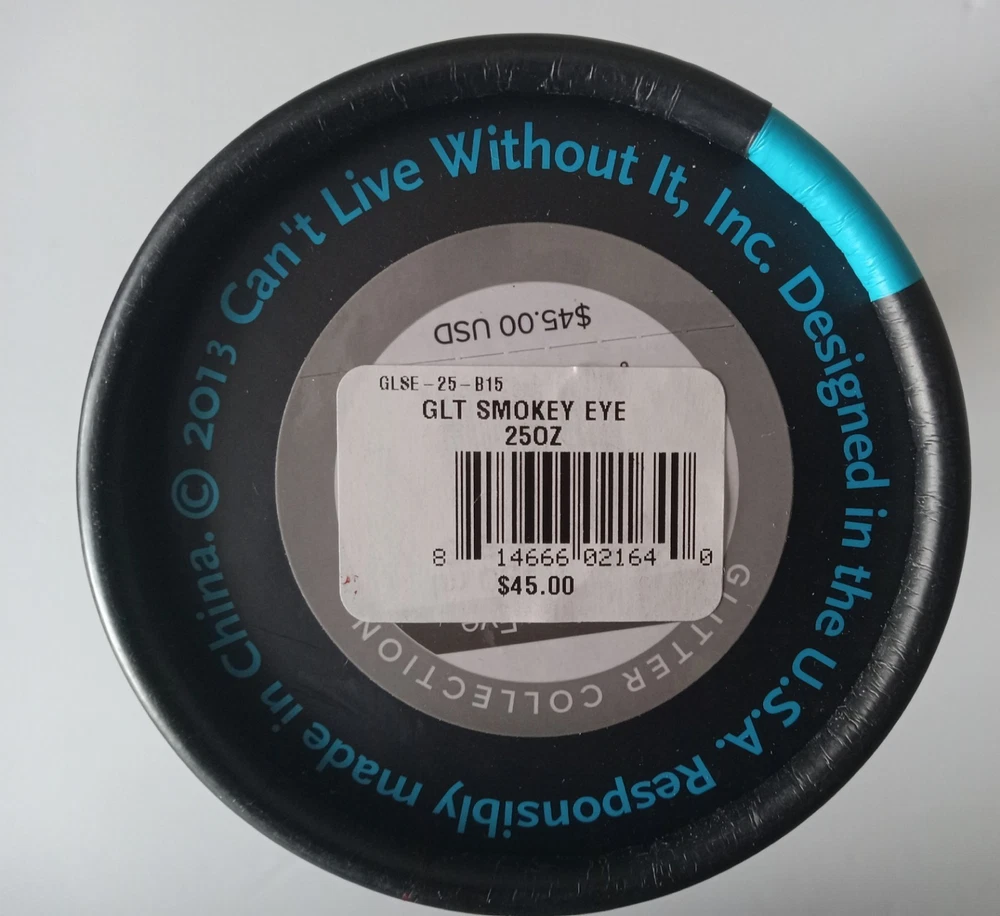 © 2013 Can't Live Without It, Inc. Designed in the U.S.A. Responsibly made in China.
$45.00 USD
GLSE-25-B15
GLT SMOKEY EYE
25OZ
8 14666 02164 0
$45.00
Eye
GLITTER COLLECTION